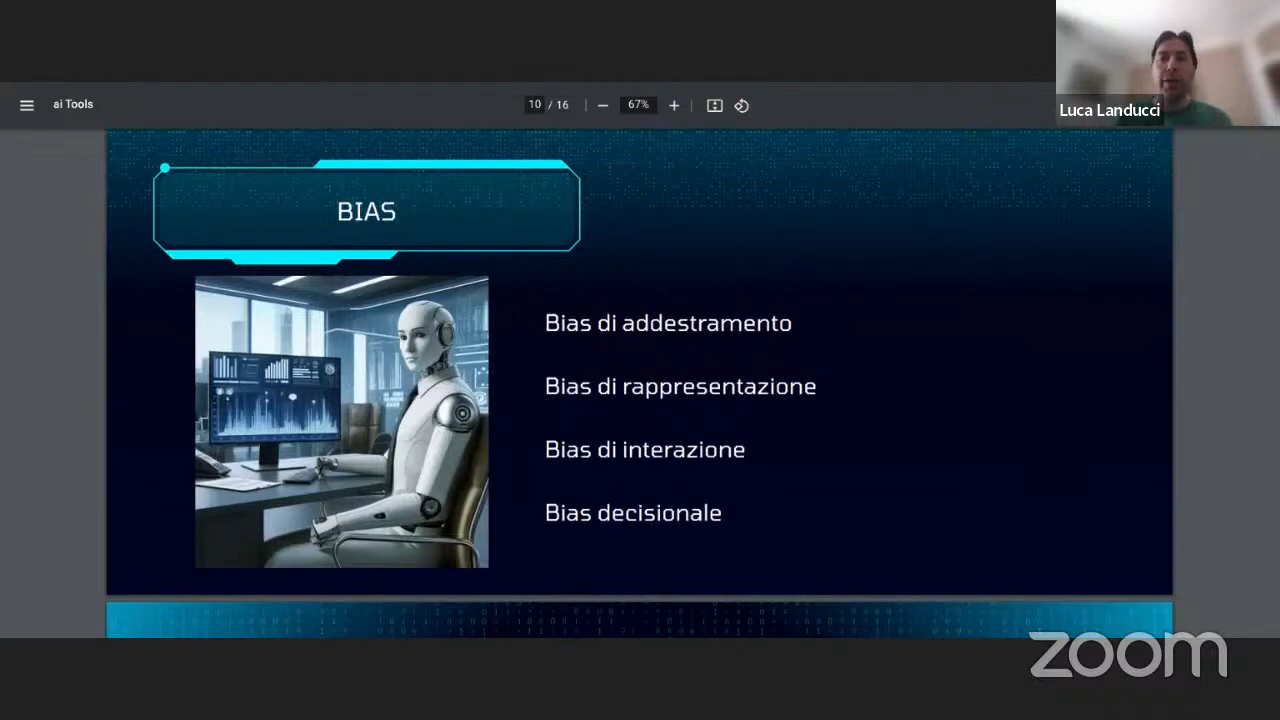 ai Tools
10 / 16
67%
Luca Landucci
BIAS
Bias di addestramento
Bias di rappresentazione
Bias di interazione
Bias decisionale
zoom